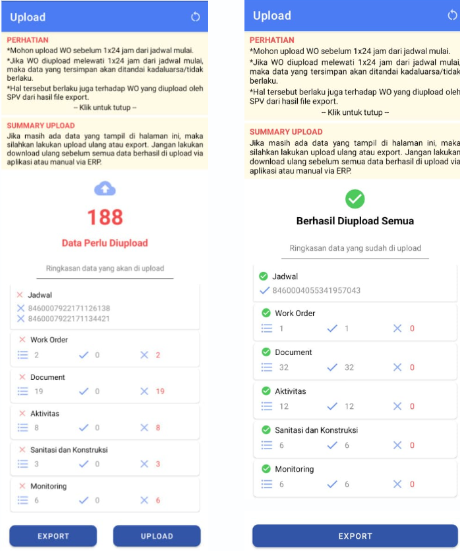 Upload
PERHATIAN
*Mohon upload WO sebelum 1x24 jam dari jadwal mulai.
*Jika WO diupload melewati 1x24 jam dari jadwal mulai,
maka data yang tersimpan akan ditandai kadaluarsa/tidak
berlaku.
*Hal tersebut berlaku juga terhadap WO yang diupload oleh
SPV dari hasil file export.
-- Klik untuk tutup --
SUMMARY UPLOAD
Jika masih ada data yang tampil di halaman ini, maka
silahkan lakukan upload ulang atau export. Jangan lakukan
download ulang sebelum semua data berhasil di upload via
aplikasi atau manual via ERP.
188
Data Perlu Diupload
Ringkasan data yang akan di upload
Jadwal
8460007922171126138
8460007922171134421
Work Order
2 0 2
Document
19 0 19
Aktivitas
8 0 8
Sanitasi dan Konstruksi
3 0 3
Monitoring
6 0 6
EXPORT UPLOAD
Upload
PERHATIAN
*Mohon upload WO sebelum 1x24 jam dari jadwal mulai.
*Jika WO diupload melewati 1x24 jam dari jadwal mulai,
maka data yang tersimpan akan ditandai kadaluarsa/tidak
berlaku.
*Hal tersebut berlaku juga terhadap WO yang diupload oleh
SPV dari hasil file export.
-- Klik untuk tutup --
SUMMARY UPLOAD
Jika masih ada data yang tampil di halaman ini, maka
silahkan lakukan upload ulang atau export. Jangan lakukan
download ulang sebelum semua data berhasil di upload via
aplikasi atau manual via ERP.
Berhasil Diupload Semua
Ringkasan data yang sudah di upload
Jadwal
8460004055341957043
Work Order
1 1 0
Document
32 32 0
Aktivitas
12 12 0
Sanitasi dan Konstruksi
6 6 0
Monitoring
6 6 0
EXPORT